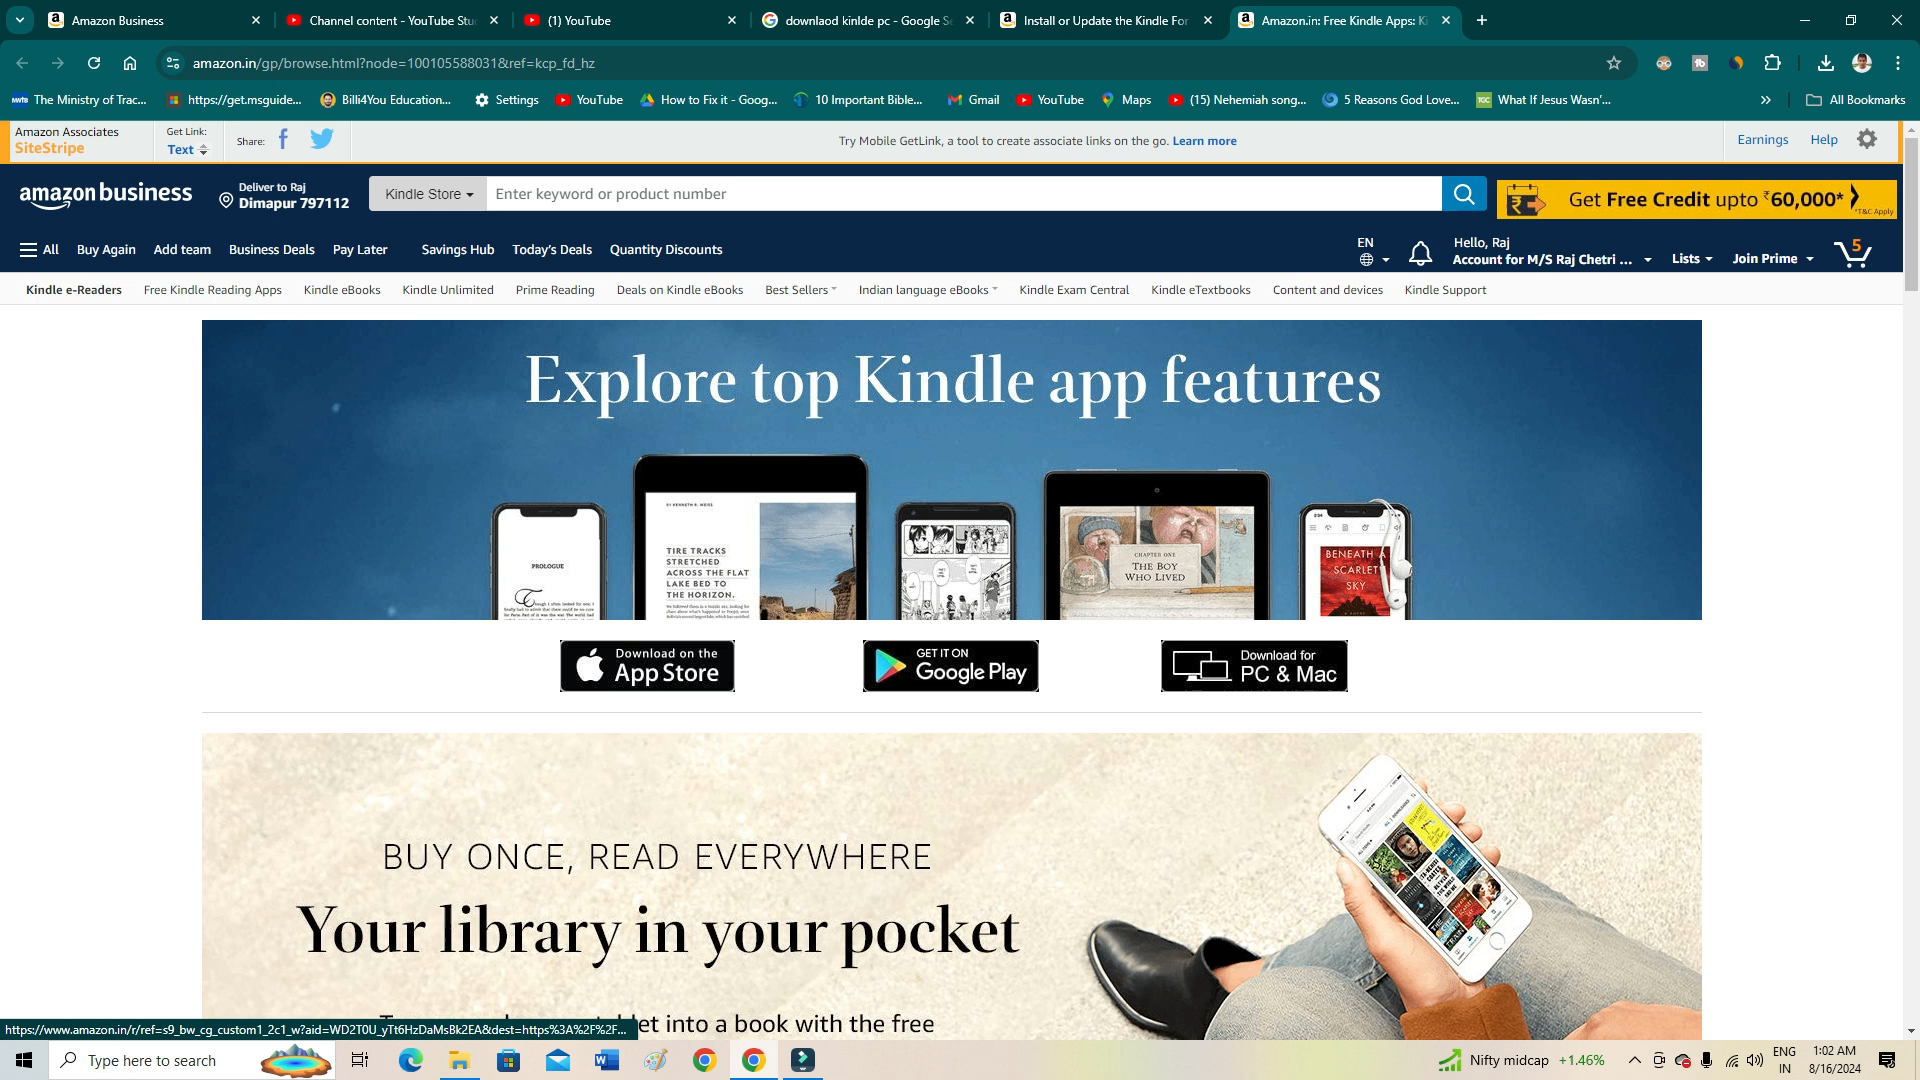 Amazon Business
Channel content - YouTube Stu
(1) YouTube
downlaod kinlde pc - Google Se
Install or Update the Kindle For
Amazon.in: Free Kindle Apps: Ki
amazon.in/gp/browse.html?node=100105588031&ref=kcp_fd_hz
The Ministry of Trac...
https://get.msguide...
Billi4You Education...
Settings
YouTube
How to Fix it - Goog...
10 Important Bible...
Gmail
YouTube
Maps
(15) Nehemiah song...
5 Reasons God Love...
What If Jesus Wasn'...
All Bookmarks
Amazon Associates
SiteStripe
Get Link:
Text
Share:
Try Mobile GetLink, a tool to create associate links on the go. Learn more
Earnings
Help
amazon business
Deliver to Raj
Dimapur 797112
Kindle Store
Enter keyword or product number
Get Free Credit upto ₹60,000*
*T&C Apply
All
Buy Again
Add team
Business Deals
Pay Later
Savings Hub
Today's Deals
Quantity Discounts
EN
Hello, Raj
Account for M/S Raj Chetri ...
Lists
Join Prime
5
Kindle e-Readers
Free Kindle Reading Apps
Kindle eBooks
Kindle Unlimited
Prime Reading
Deals on Kindle eBooks
Best Sellers
Indian language eBooks
Kindle Exam Central
Kindle eTextbooks
Content and devices
Kindle Support
Explore top Kindle app features
PROLOGUE
BY KENNETH R. WEISS
TIRE TRACKS
STRETCHED
ACROSS THE FLAT
LAKE BED TO
THE HORIZON.
CHAPTER ONE
THE BOY
WHO LIVED
BENEATH A
SCARLET
SKY
Download on the
App Store
GET IT ON
Google Play
Download for
PC & Mac
BUY ONCE, READ EVERYWHERE
Your library in your pocket
let into a book with the free
https://www.amazon.in/r/ref=s9_bw_cg_custom1_2c1_w?aid=WD2T0U_yTt6HzDaMsBk2EA&dest=https%3A%2F%2F...
Type here to search
Nifty midcap +1.46%
ENG
IN
1:02 AM
8/16/2024